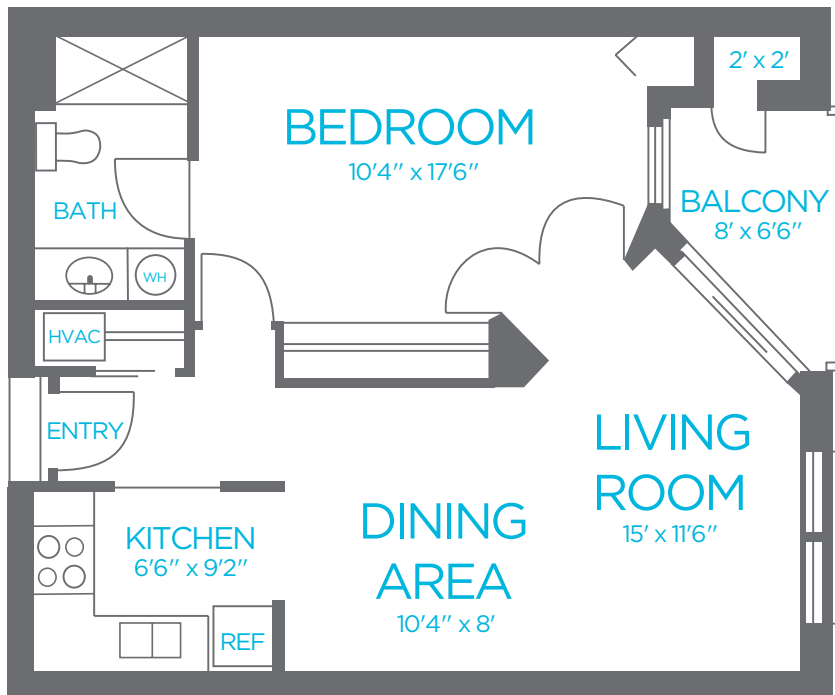 2' x 2'
BEDROOM
10'4" x 17'6"
BALCONY
8' x 6'6"
BATH
WH
HVAC
ENTRY
LIVING
ROOM
15' x 11'6"
KITCHEN
6'6" x 9'2"
DINING
AREA
10'4" x 8'
REF